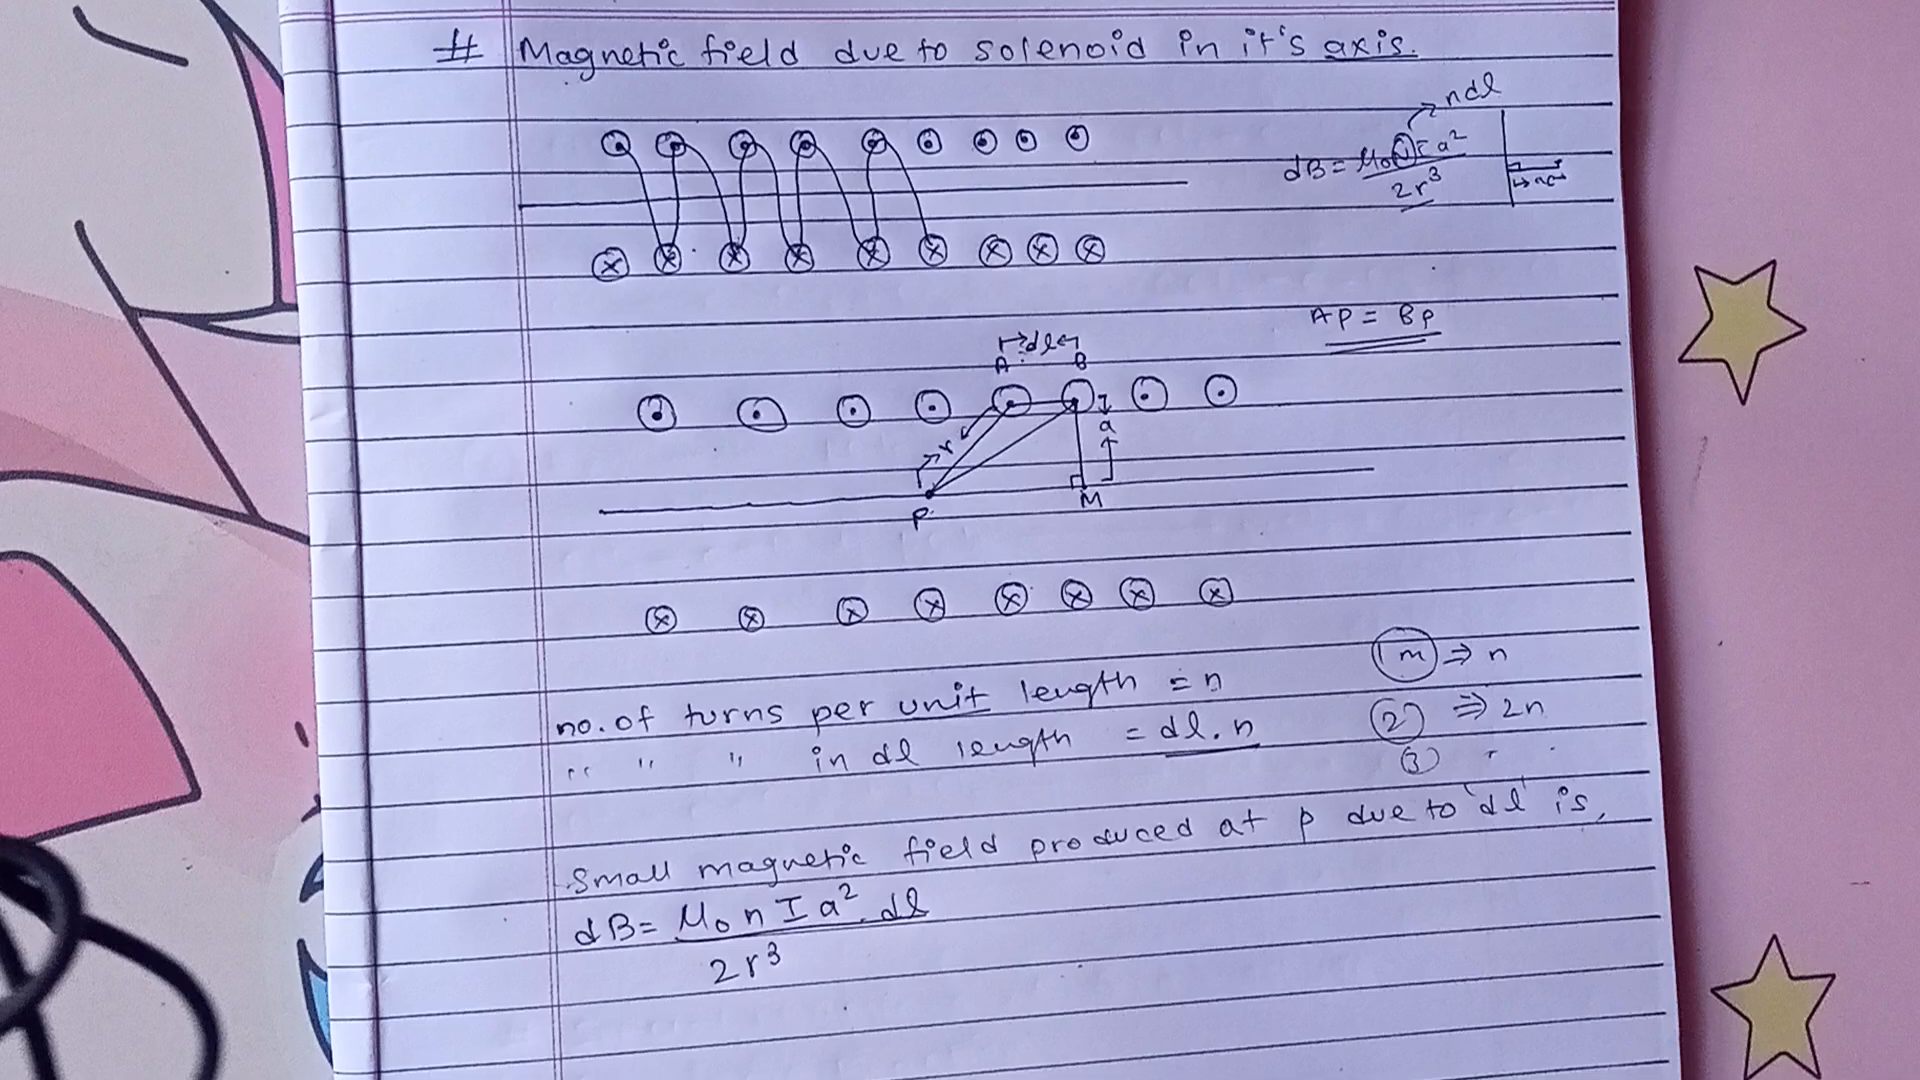 # Magnetic field due to solenoid in it's axis.
ndl
dB = μ₀NIa²
2r³
AP = BP
dl
A B
r
I
a
P M
(1m) ⇒ n
no. of turns per unit length = n
(2) ⇒ 2n
" " " in dl length = dl.n
(3)
Small magnetic field produced at p due to 'dl' is,
dB = μ₀ n I a². dl
2r³